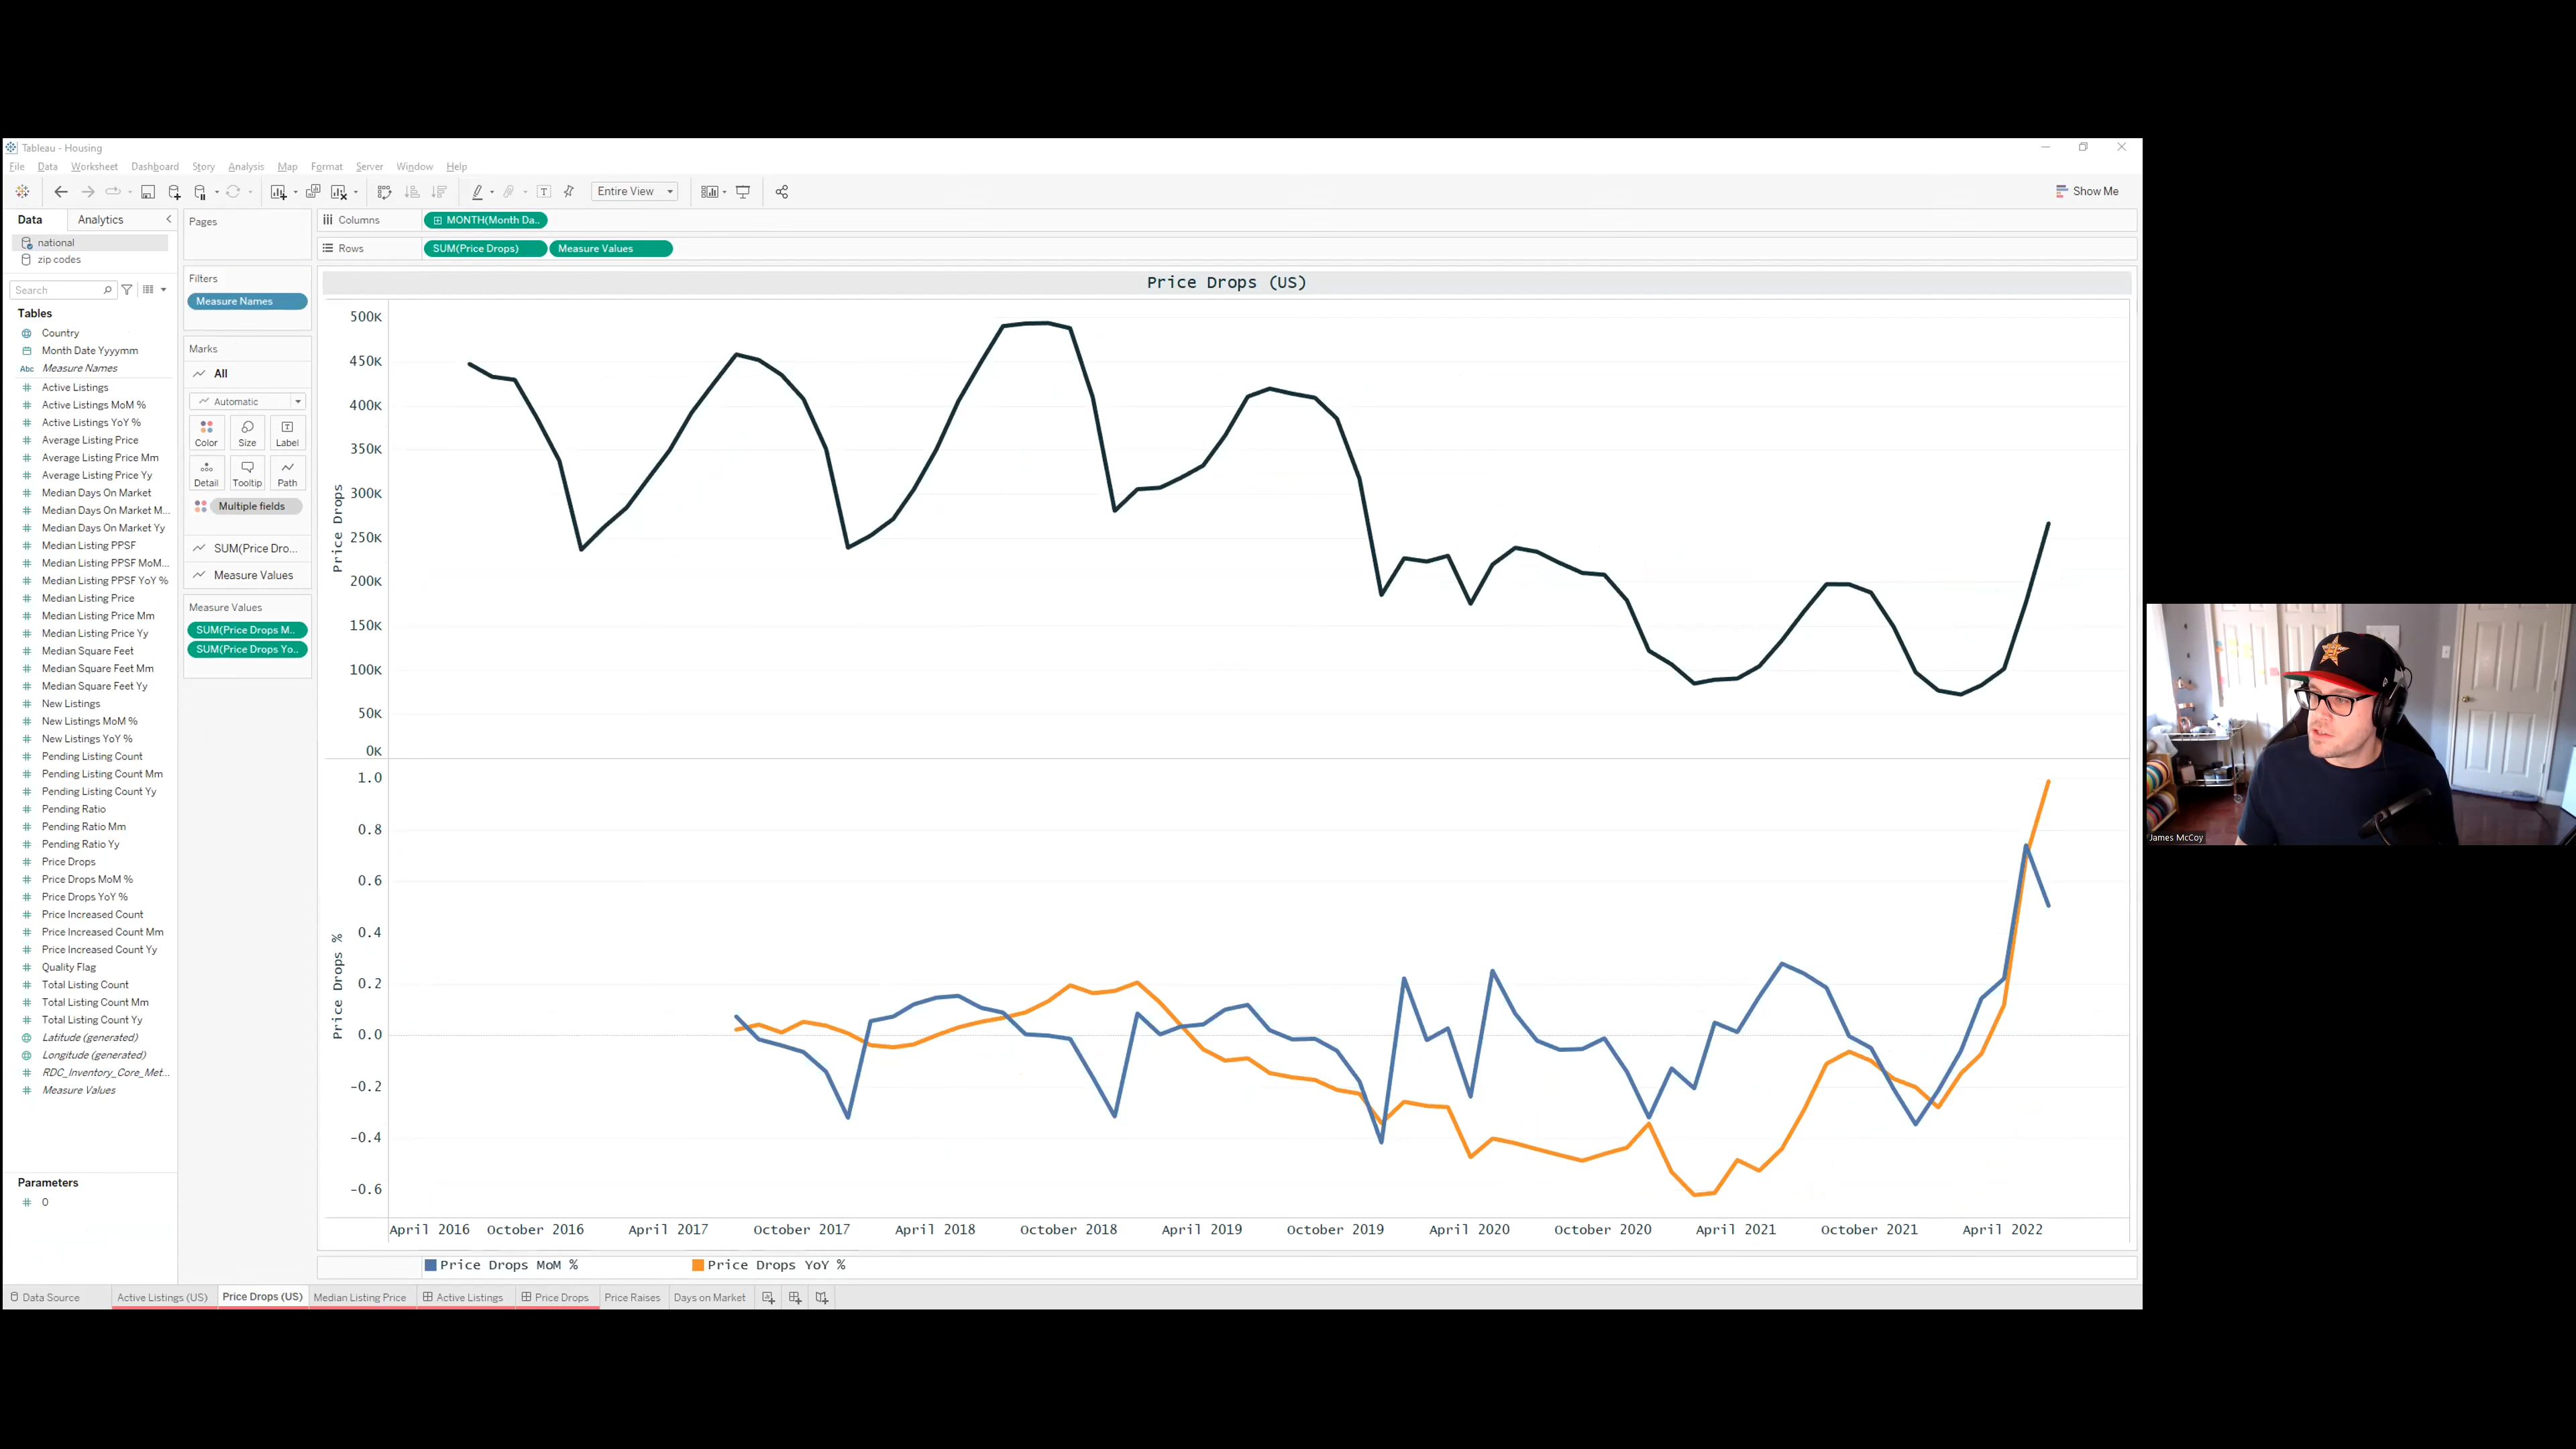 Tableau - Housing
File Data Worksheet Dashboard Story Analysis Map Format Server Window Help
Entire View
Show Me
Data Analytics
national
zip codes
Search
Tables
Country
Month Date Yyyymm
Abc Measure Names
Active Listings
Active Listings MoM %
Active Listings YoY %
Average Listing Price
Average Listing Price Mm
Average Listing Price Yy
Median Days On Market
Median Days On Market M...
Median Days On Market Yy
Median Listing PPSF
Median Listing PPSF MoM...
Median Listing PPSF YoY %
Median Listing Price
Median Listing Price Mm
Median Listing Price Yy
Median Square Feet
Median Square Feet Mm
Median Square Feet Yy
New Listings
New Listings MoM %
New Listings YoY %
Pending Listing Count
Pending Listing Count Mm
Pending Listing Count Yy
Pending Ratio
Pending Ratio Mm
Pending Ratio Yy
Price Drops
Price Drops MoM %
Price Drops YoY %
Price Increased Count
Price Increased Count Mm
Price Increased Count Yy
Quality Flag
Total Listing Count
Total Listing Count Mm
Total Listing Count Yy
Latitude (generated)
Longitude (generated)
RDC_Inventory_Core_Met...
Measure Values
Parameters
0
Pages
Filters
Measure Names
Marks
All
Automatic
Color Size Label
Detail Tooltip Path
Multiple fields
SUM(Price Dro...
Measure Values
Measure Values
SUM(Price Drops M..
SUM(Price Drops Yo..
Columns MONTH(Month Da..
Rows SUM(Price Drops) Measure Values
Price Drops (US)
Price Drops
500K
450K
400K
350K
300K
250K
200K
150K
100K
50K
0K
Price Drops %
1.0
0.8
0.6
0.4
0.2
0.0
-0.2
-0.4
-0.6
April 2016 October 2016 April 2017 October 2017 April 2018 October 2018 April 2019 October 2019 April 2020 October 2020 April 2021 October 2021 April 2022
Price Drops MoM % Price Drops YoY %
Data Source Active Listings (US) Price Drops (US) Median Listing Price Active Listings Price Drops Price Raises Days on Market
James McCoy